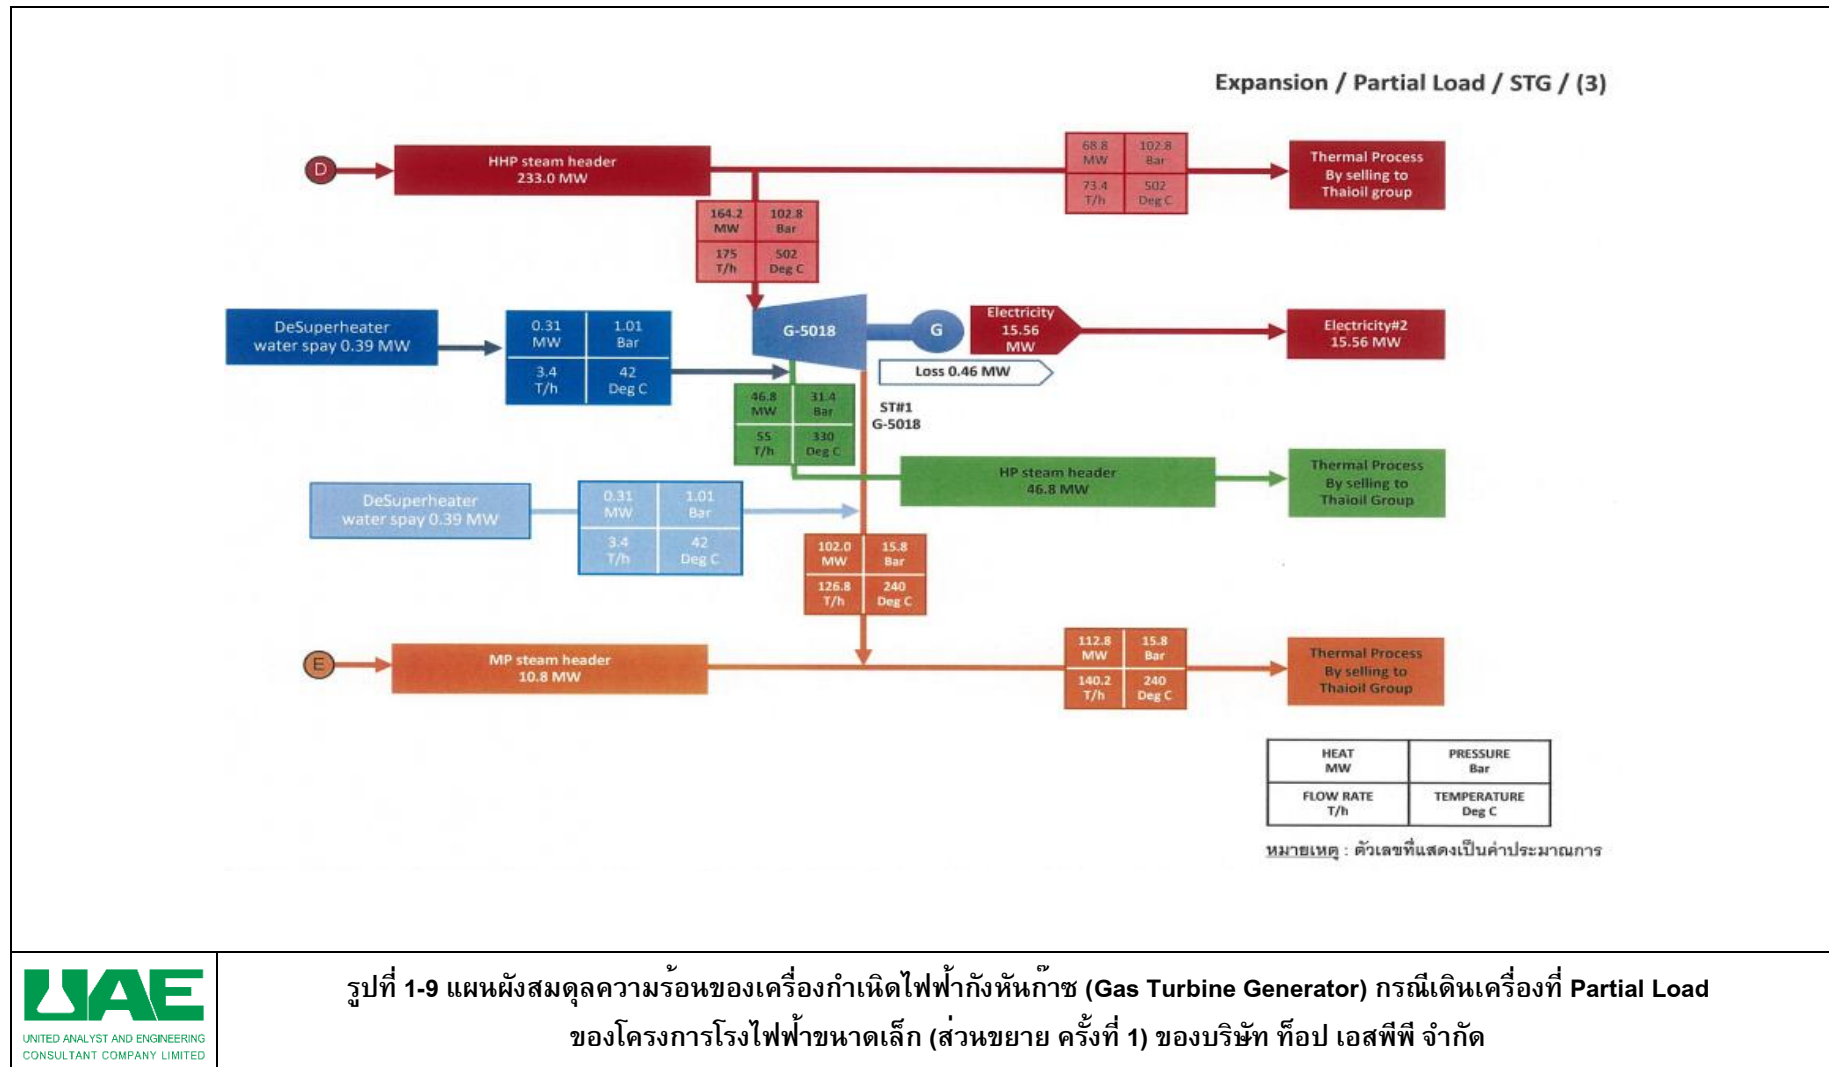 Expansion / Partial Load / STG / (3)
D
HHP steam header
233.0 MW
68.8
MW
102.8
Bar
73.4
T/h
502
Deg C
Thermal Process
By selling to
Thaioil group
164.2
MW
102.8
Bar
175
T/h
502
Deg C
DeSuperheater
water spay 0.39 MW
0.31
MW
1.01
Bar
3.4
T/h
42
Deg C
G-5018
G
Electricity
15.56
MW
Electricity#2
15.56 MW
Loss 0.46 MW
46.8
MW
31.4
Bar
55
T/h
330
Deg C
ST#1
G-5018
HP steam header
46.8 MW
Thermal Process
By selling to
Thaioil Group
DeSuperheater
water spay 0.39 MW
0.31
MW
1.01
Bar
3.4
T/h
42
Deg C
102.0
MW
15.8
Bar
126.8
T/h
240
Deg C
E
MP steam header
10.8 MW
112.8
MW
15.8
Bar
140.2
T/h
240
Deg C
Thermal Process
By selling to
Thaioil Group
HEAT
MW
PRESSURE
Bar
FLOW RATE
T/h
TEMPERATURE
Deg C
หมายเหตุ : ตัวเลขที่แสดงเป็นค่าประมาณการ
UAE
UNITED ANALYST AND ENGINEERING
CONSULTANT COMPANY LIMITED
รูปที่ 1-9 แผนผังสมดุลความร้อนของเครื่องกำเนิดไฟฟ้ากังหันก๊าซ (Gas Turbine Generator) กรณีเดินเครื่องที่ Partial Load
ของโครงการโรงไฟฟ้าขนาดเล็ก (ส่วนขยาย ครั้งที่ 1) ของบริษัท ท็อป เอสพีพี จำกัด